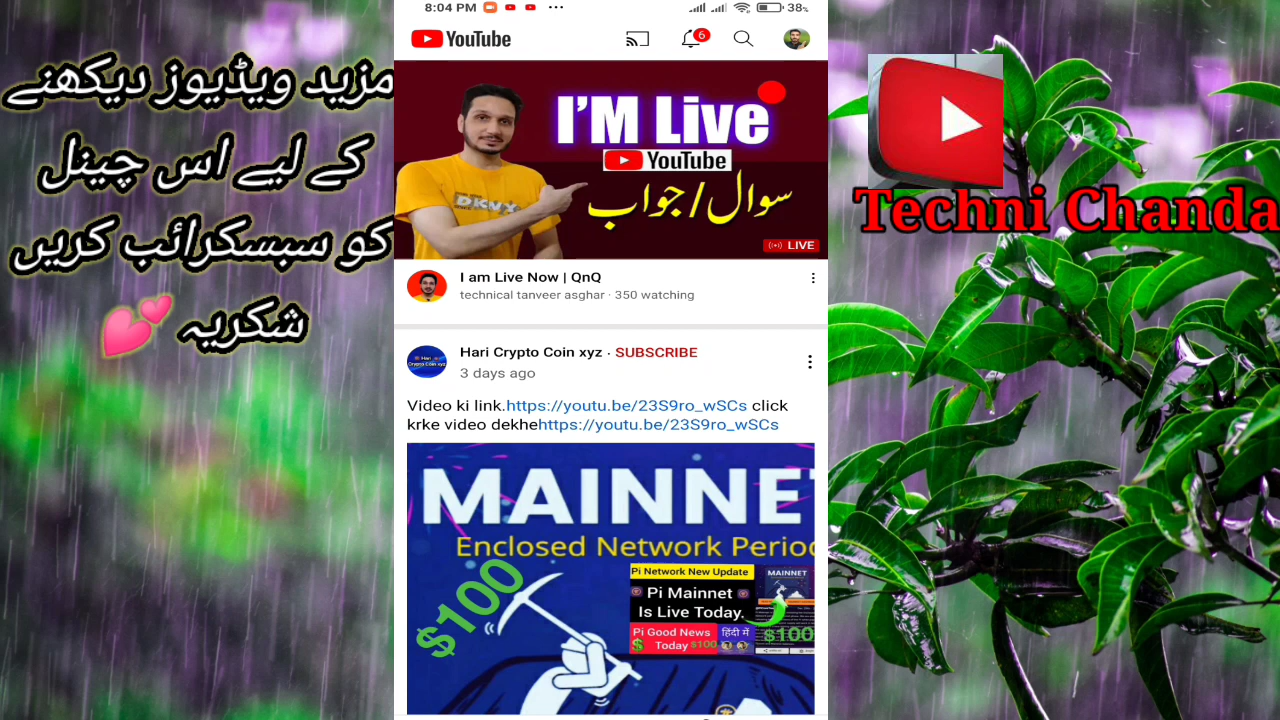 مزید ویڈیوز دیکھنے
کے لیے اس چینل
کو سبسکرائب کریں
شکریہ 💕
8:04 PM
38%
YouTube
6
I'M Live
YouTube
سوال/جواب
DKNY
LIVE
I am Live Now | QnQ
technical tanveer asghar · 350 watching
Hari Crypto Coin xyz · SUBSCRIBE
3 days ago
Video ki link.https://youtu.be/23S9ro_wSCs click
krke video dekhehttps://youtu.be/23S9ro_wSCs
MAINNET
Enclosed Network Perio
$100
Pi Network New Update
Pi Mainnet
Is Live Today.
Pi Good News
Today $100
हिंदी में
MAINNET
$100
Techni Chanda